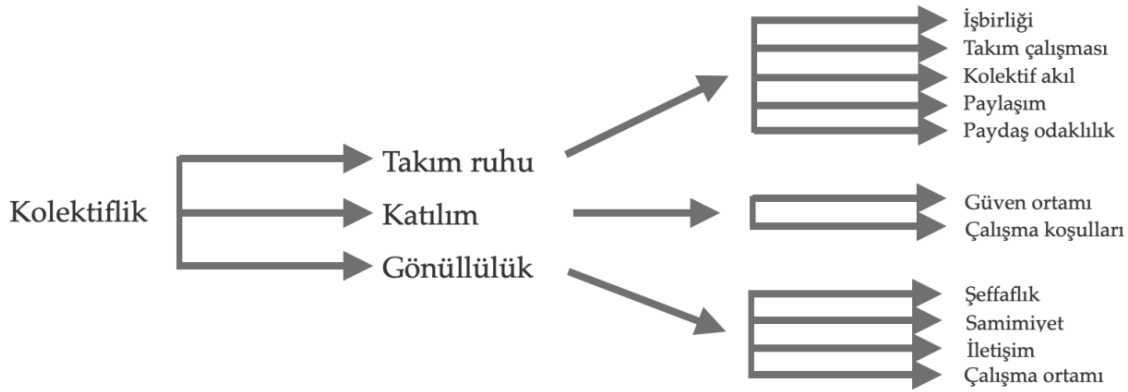 Kolektiflik
Takım ruhu
Katılım
Gönüllülük
İşbirliği
Takım çalışması
Kolektif akıl
Paylaşım
Paydaş odaklılık
Güven ortamı
Çalışma koşulları
Şeffaflık
Samimiyet
İletişim
Çalışma ortamı